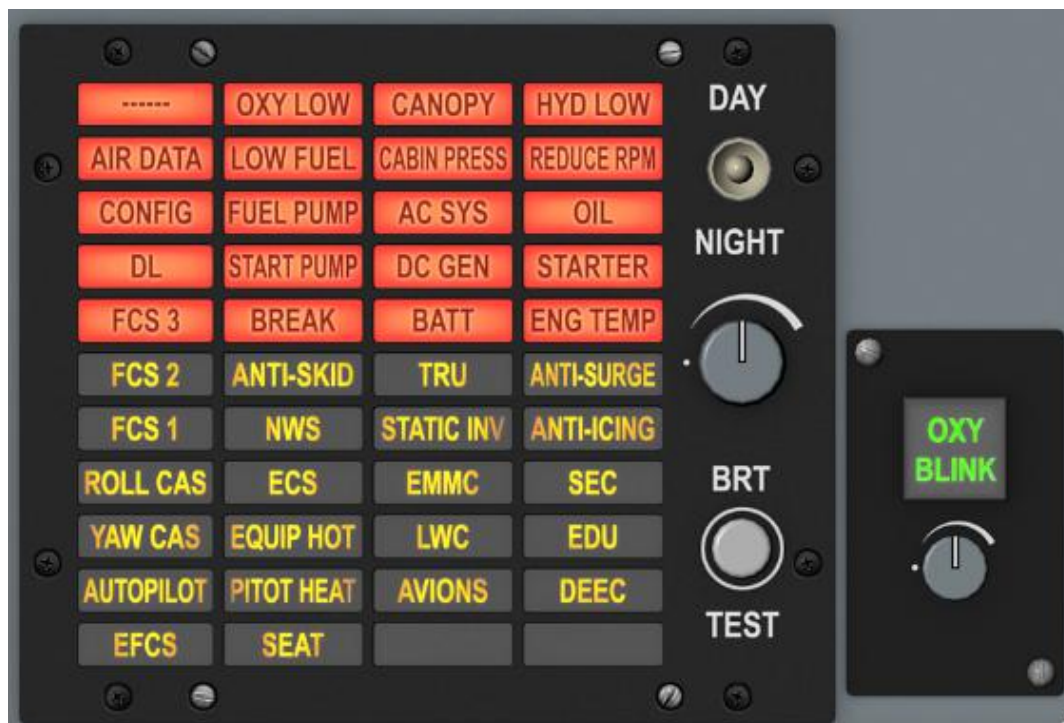 ------ OXY LOW CANOPY HYD LOW
DAY
AIR DATA LOW FUEL CABIN PRESS REDUCE RPM
CONFIG FUEL PUMP AC SYS OIL
NIGHT
DL START PUMP DC GEN STARTER
FCS 3 BREAK BATT ENG TEMP
FCS 2 ANTI-SKID TRU ANTI-SURGE
FCS 1 NWS STATIC INV ANTI-ICING
ROLL CAS ECS EMMC SEC
BRT
YAW CAS EQUIP HOT LWC EDU
AUTOPILOT PITOT HEAT AVIONS DEEC
TEST
EFCS SEAT
OXY
BLINK